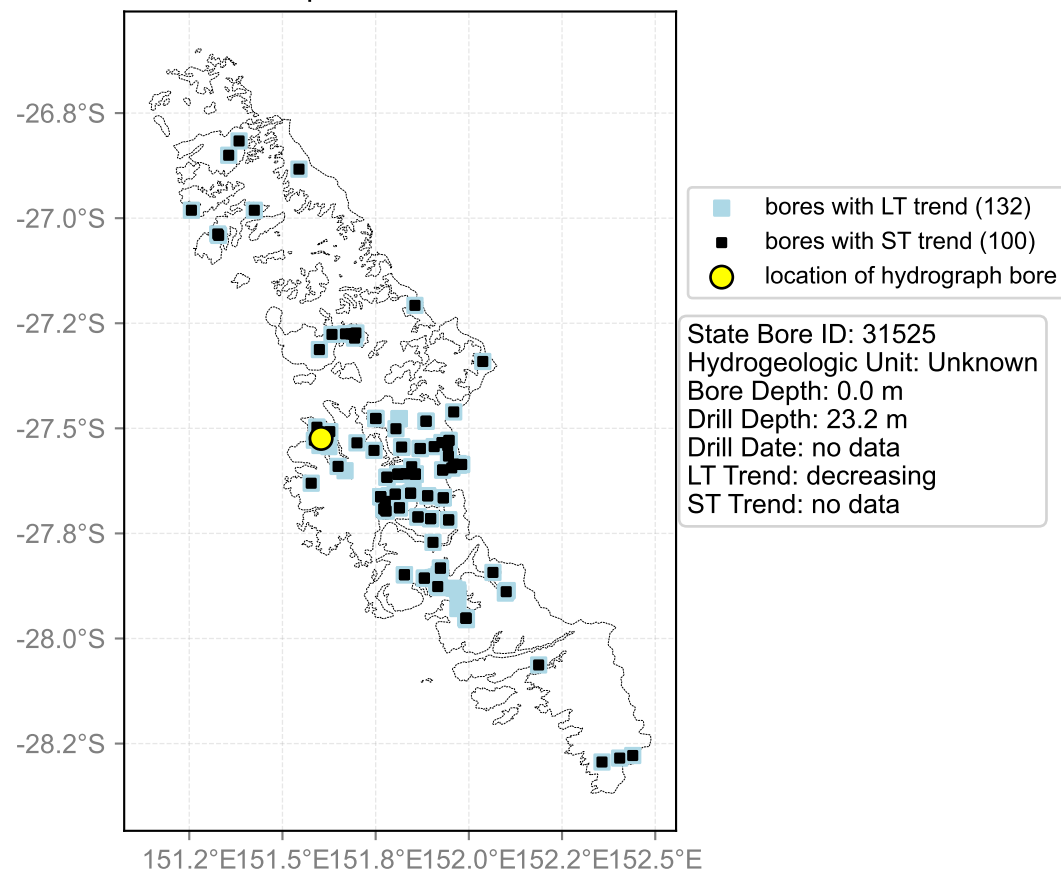 -26.8°S
-27.0°S
-27.2°S
-27.5°S
-27.8°S
-28.0°S
-28.2°S
151.2°E151.5°E151.8°E152.0°E152.2°E152.5°E
bores with LT trend (132)
bores with ST trend (100)
location of hydrograph bore
State Bore ID: 31525
Hydrogeologic Unit: Unknown
Bore Depth: 0.0 m
Drill Depth: 23.2 m
Drill Date: no data
LT Trend: decreasing
ST Trend: no data